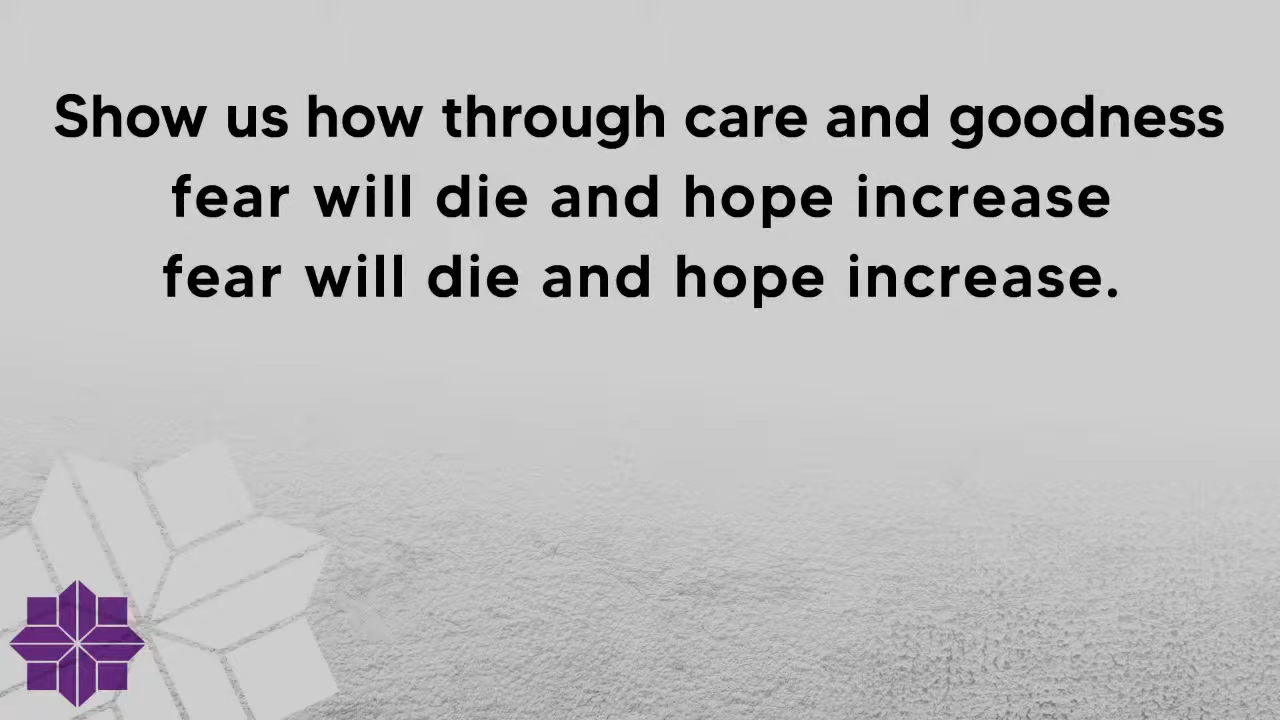 Show us how through care and goodness
fear will die and hope increase
fear will die and hope increase.